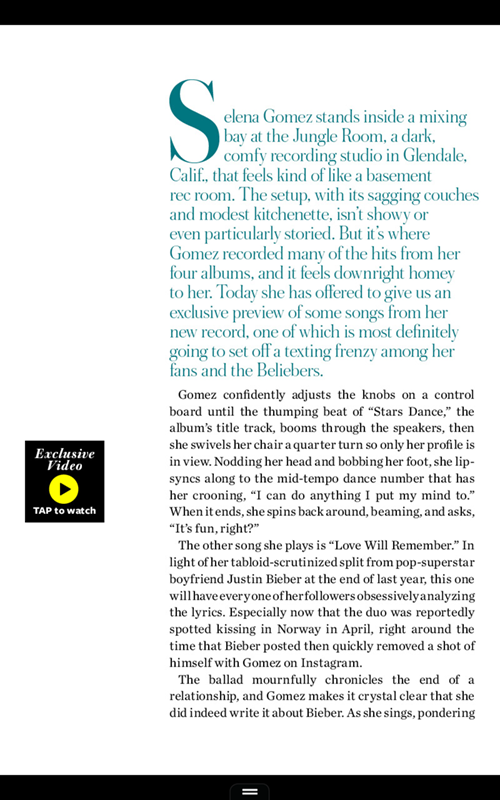 Selena Gomez stands inside a mixing
bay at the Jungle Room, a dark,
comfy recording studio in Glendale,
Calif., that feels kind of like a basement
rec room. The setup, with its sagging couches
and modest kitchenette, isn’t showy or
even particularly storied. But it’s where
Gomez recorded many of the hits from her
four albums, and it feels downright homey
to her. Today she has offered to give us an
exclusive preview of some songs from her
new record, one of which is most definitely
going to set off a texting frenzy among her
fans and the Beliebers.
Gomez confidently adjusts the knobs on a control
board until the thumping beat of “Stars Dance,” the
album’s title track, booms through the speakers, then
she swivels her chair a quarter turn so only her profile is
in view. Nodding her head and bobbing her foot, she lip-
syncs along to the mid-tempo dance number that has
her crooning, “I can do anything I put my mind to.”
When it ends, she spins back around, beaming, and asks,
“It’s fun, right?”
The other song she plays is “Love Will Remember.” In
light of her tabloid-scrutinized split from pop-superstar
boyfriend Justin Bieber at the end of last year, this one
will have every one of her followers obsessively analyzing
the lyrics. Especially now that the duo was reportedly
spotted kissing in Norway in April, right around the
time that Bieber posted then quickly removed a shot of
himself with Gomez on Instagram.
The ballad mournfully chronicles the end of a
relationship, and Gomez makes it crystal clear that she
did indeed write it about Bieber. As she sings, pondering
Exclusive
Video
TAP to watch